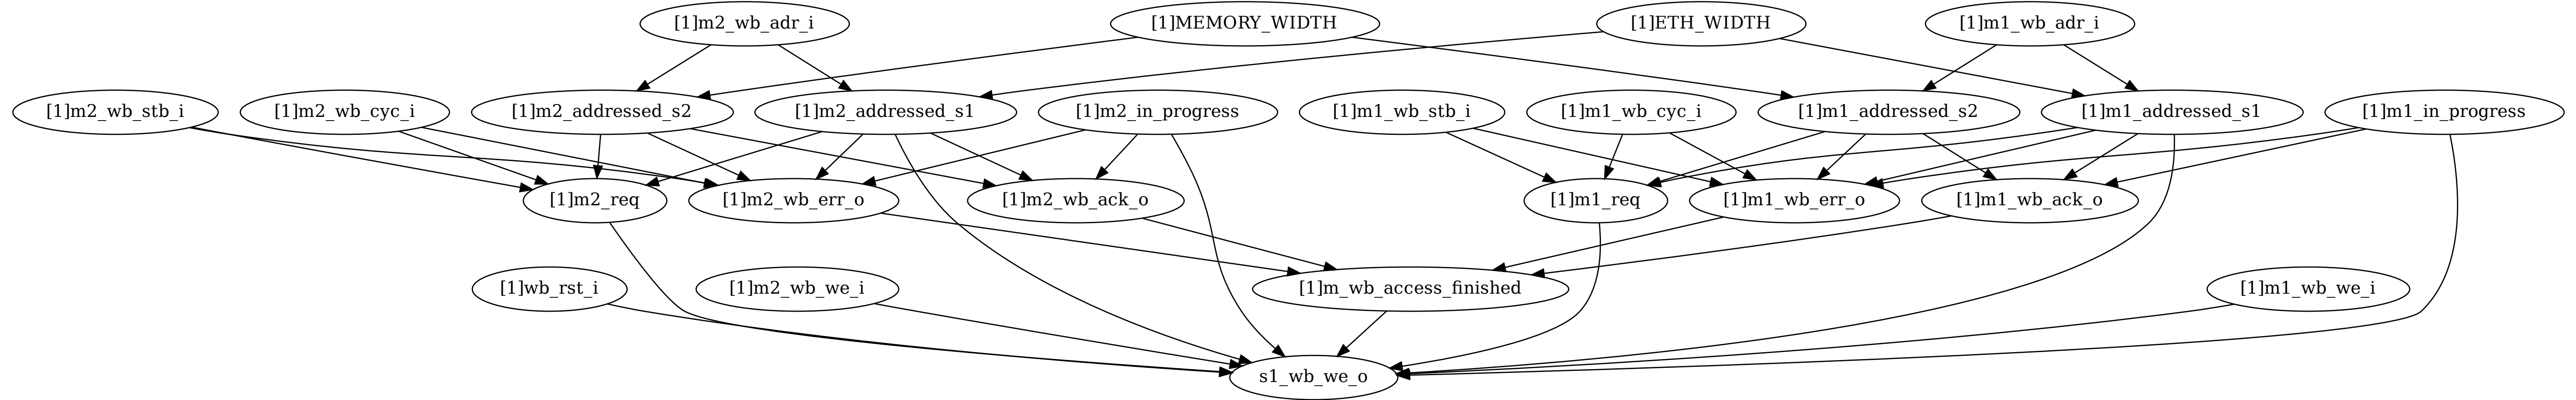 [1]m2_wb_adr_i
[1]MEMORY_WIDTH
[1]ETH_WIDTH
[1]m1_wb_adr_i
[1]m2_wb_stb_i
[1]m2_wb_cyc_i
[1]m2_addressed_s2
[1]m2_addressed_s1
[1]m2_in_progress
[1]m1_wb_stb_i
[1]m1_wb_cyc_i
[1]m1_addressed_s2
[1]m1_addressed_s1
[1]m1_in_progress
[1]m2_req
[1]m2_wb_err_o
[1]m2_wb_ack_o
[1]m1_req
[1]m1_wb_err_o
[1]m1_wb_ack_o
[1]wb_rst_i
[1]m2_wb_we_i
[1]m_wb_access_finished
[1]m1_wb_we_i
s1_wb_we_o